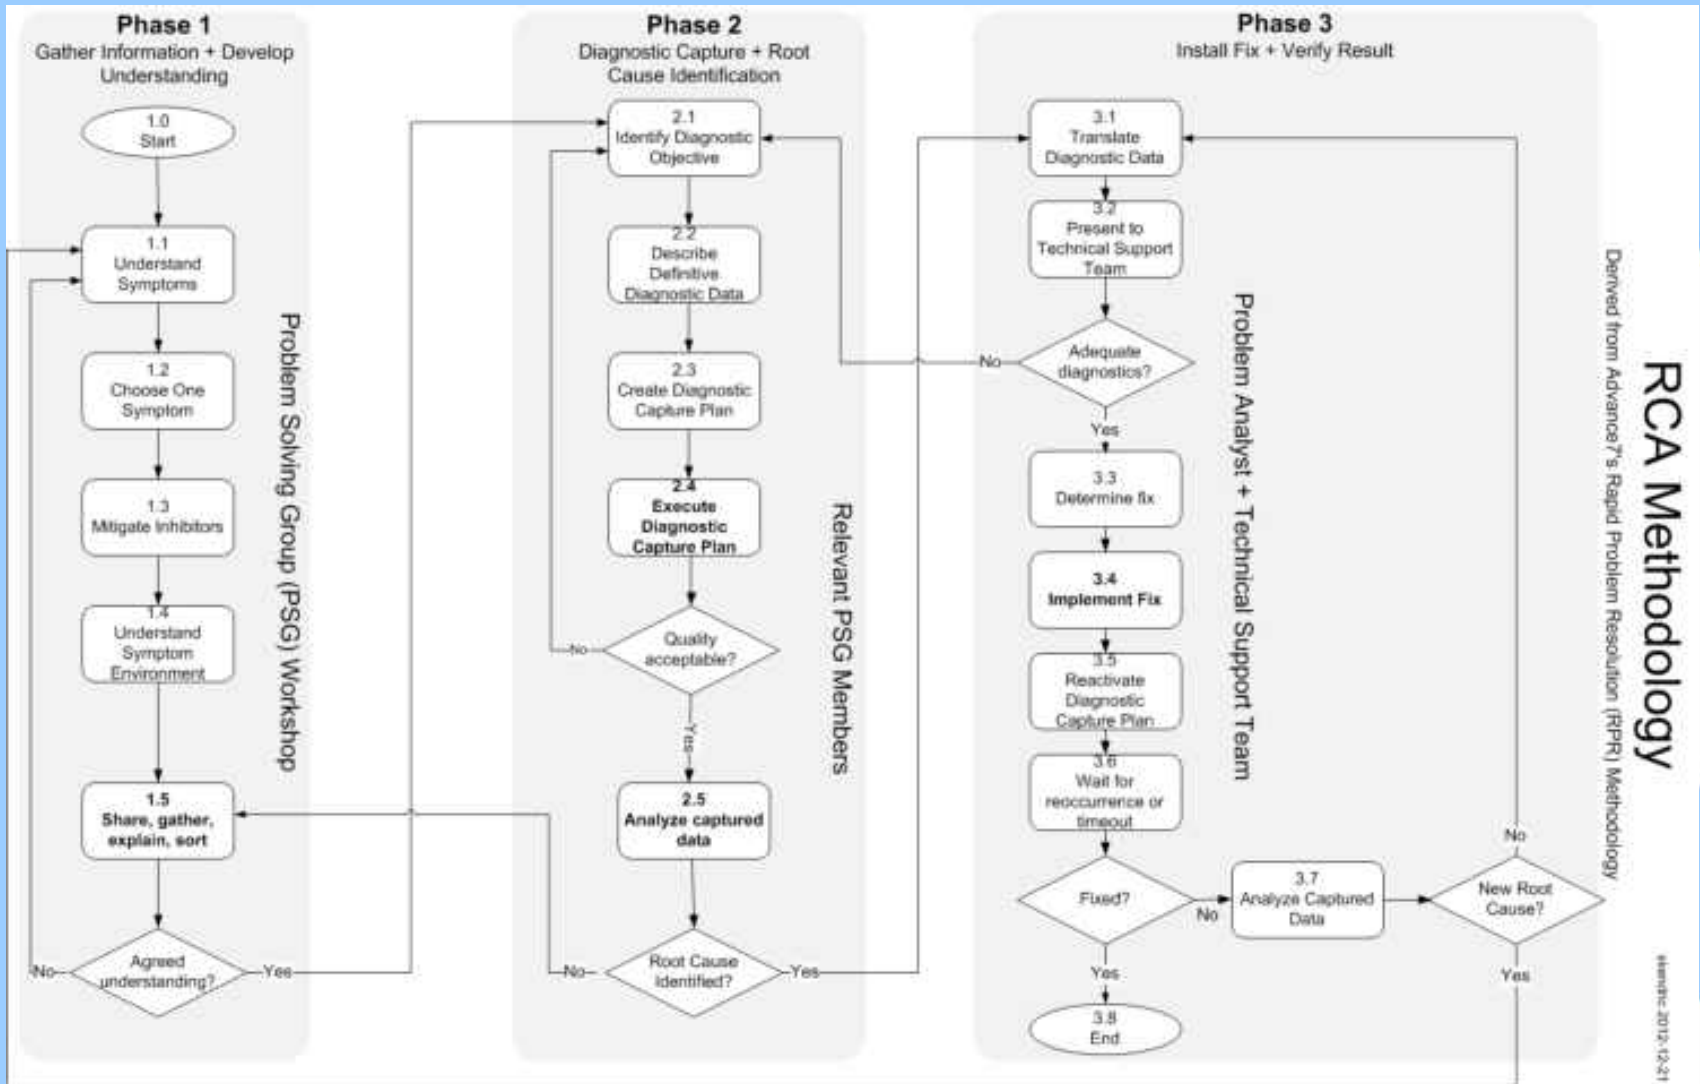 Phase 1
Gather Information + Develop
Understanding
1.0
Start
1.1
Understand
Symptoms
1.2
Choose One
Symptom
1.3
Mitigate Inhibitors
1.4
Understand
Symptom
Environment
1.5
Share, gather,
explain, sort
Agreed
understanding?
No
Yes
Problem Solving Group (PSG) Workshop
Phase 2
Diagnostic Capture + Root
Cause Identification
2.1
Identify Diagnostic
Objective
2.2
Describe
Definitive
Diagnostic Data
2.3
Create Diagnostic
Capture Plan
2.4
Execute
Diagnostic
Capture Plan
Quality
acceptable?
No
Yes
2.5
Analyze captured
data
Root Cause
Identified?
No
Yes
Relevant PSG Members
Phase 3
Install Fix + Verify Result
3.1
Translate
Diagnostic Data
3.2
Present to
Technical Support
Team
Adequate
diagnostics?
No
Yes
3.3
Determine fix
3.4
Implement Fix
3.5
Reactivate
Diagnostic
Capture Plan
3.6
Wait for
reoccurrence or
timeout
Fixed?
No
Yes
3.7
Analyze Captured
Data
New Root
Cause?
No
Yes
3.8
End
Problem Analyst + Technical Support Team
RCA Methodology
Derived from Advance7's Rapid Problem Resolution (RPR) Methodology
2012-12-21